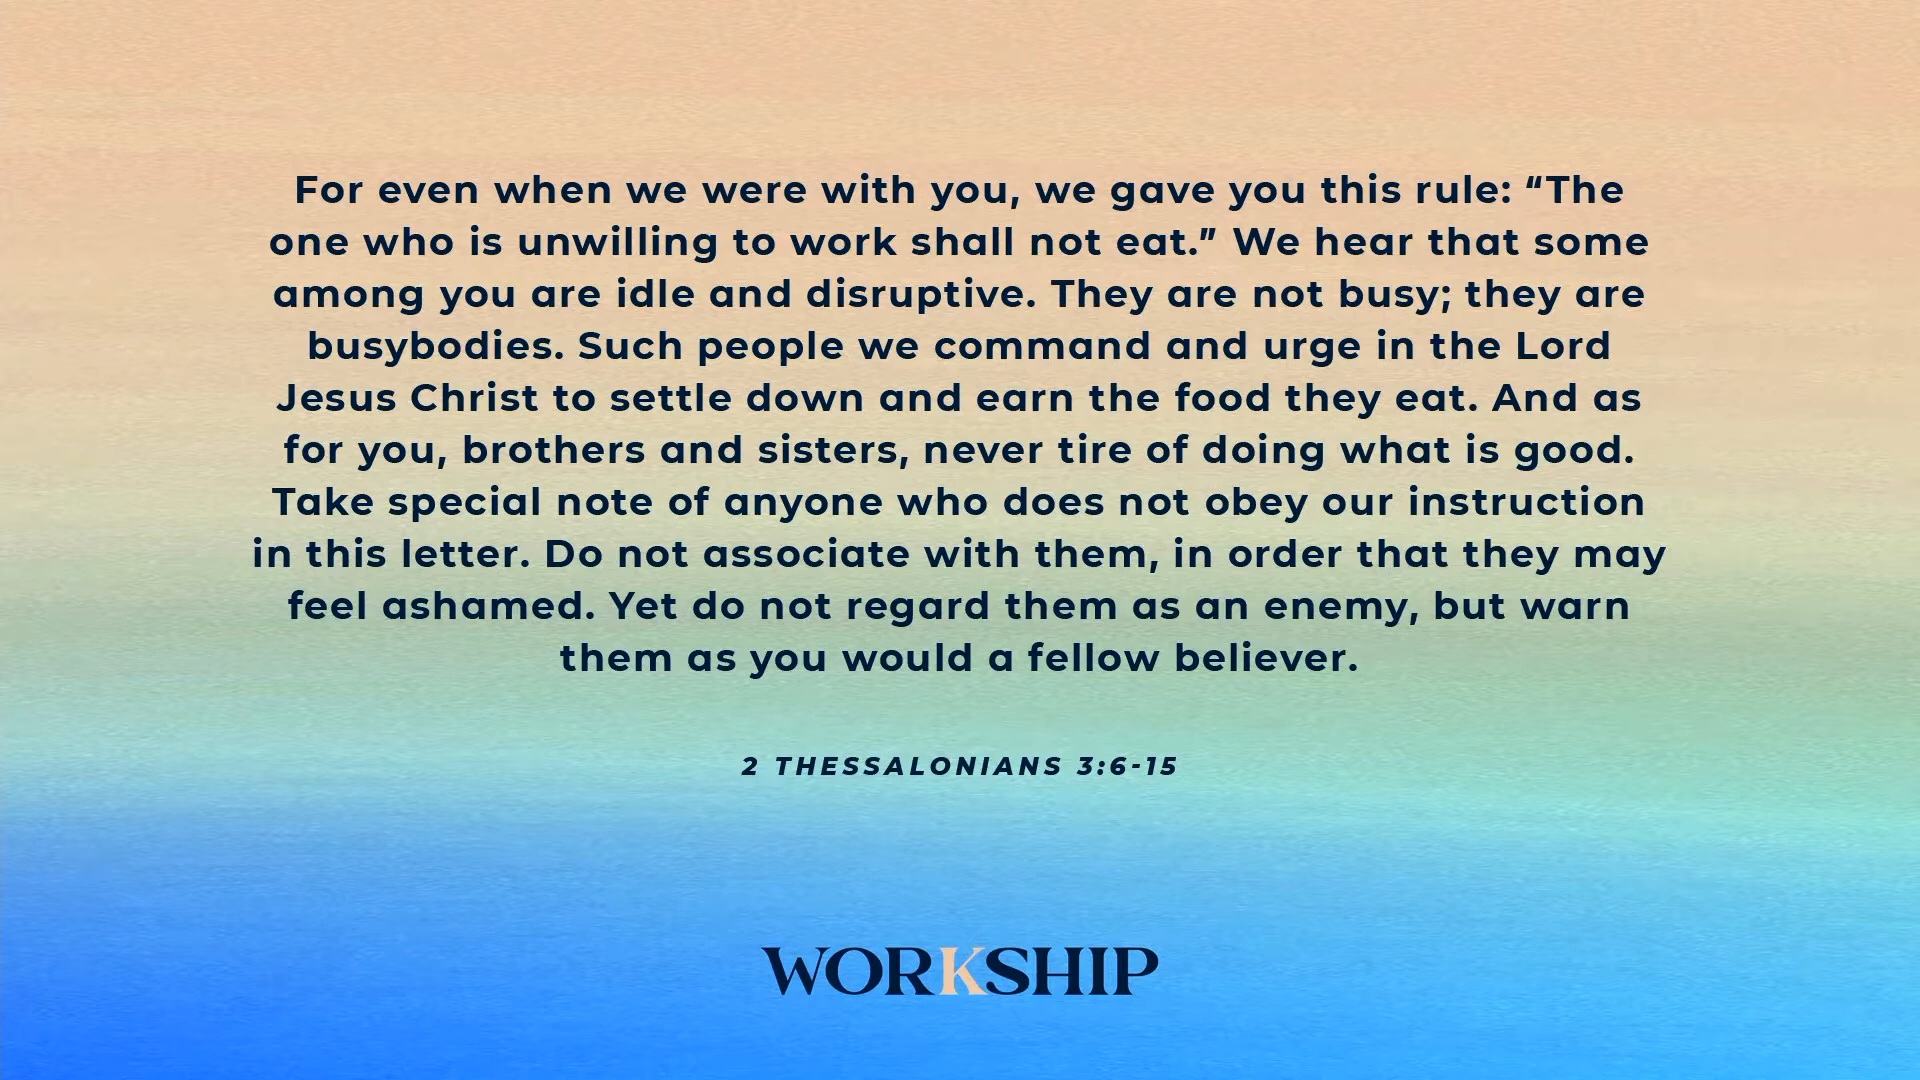 For even when we were with you, we gave you this rule: “The
one who is unwilling to work shall not eat.” We hear that some
among you are idle and disruptive. They are not busy; they are
busybodies. Such people we command and urge in the Lord
Jesus Christ to settle down and earn the food they eat. And as
for you, brothers and sisters, never tire of doing what is good.
Take special note of anyone who does not obey our instruction
in this letter. Do not associate with them, in order that they may
feel ashamed. Yet do not regard them as an enemy, but warn
them as you would a fellow believer.
2 THESSALONIANS 3:6-15
WORKSHIP